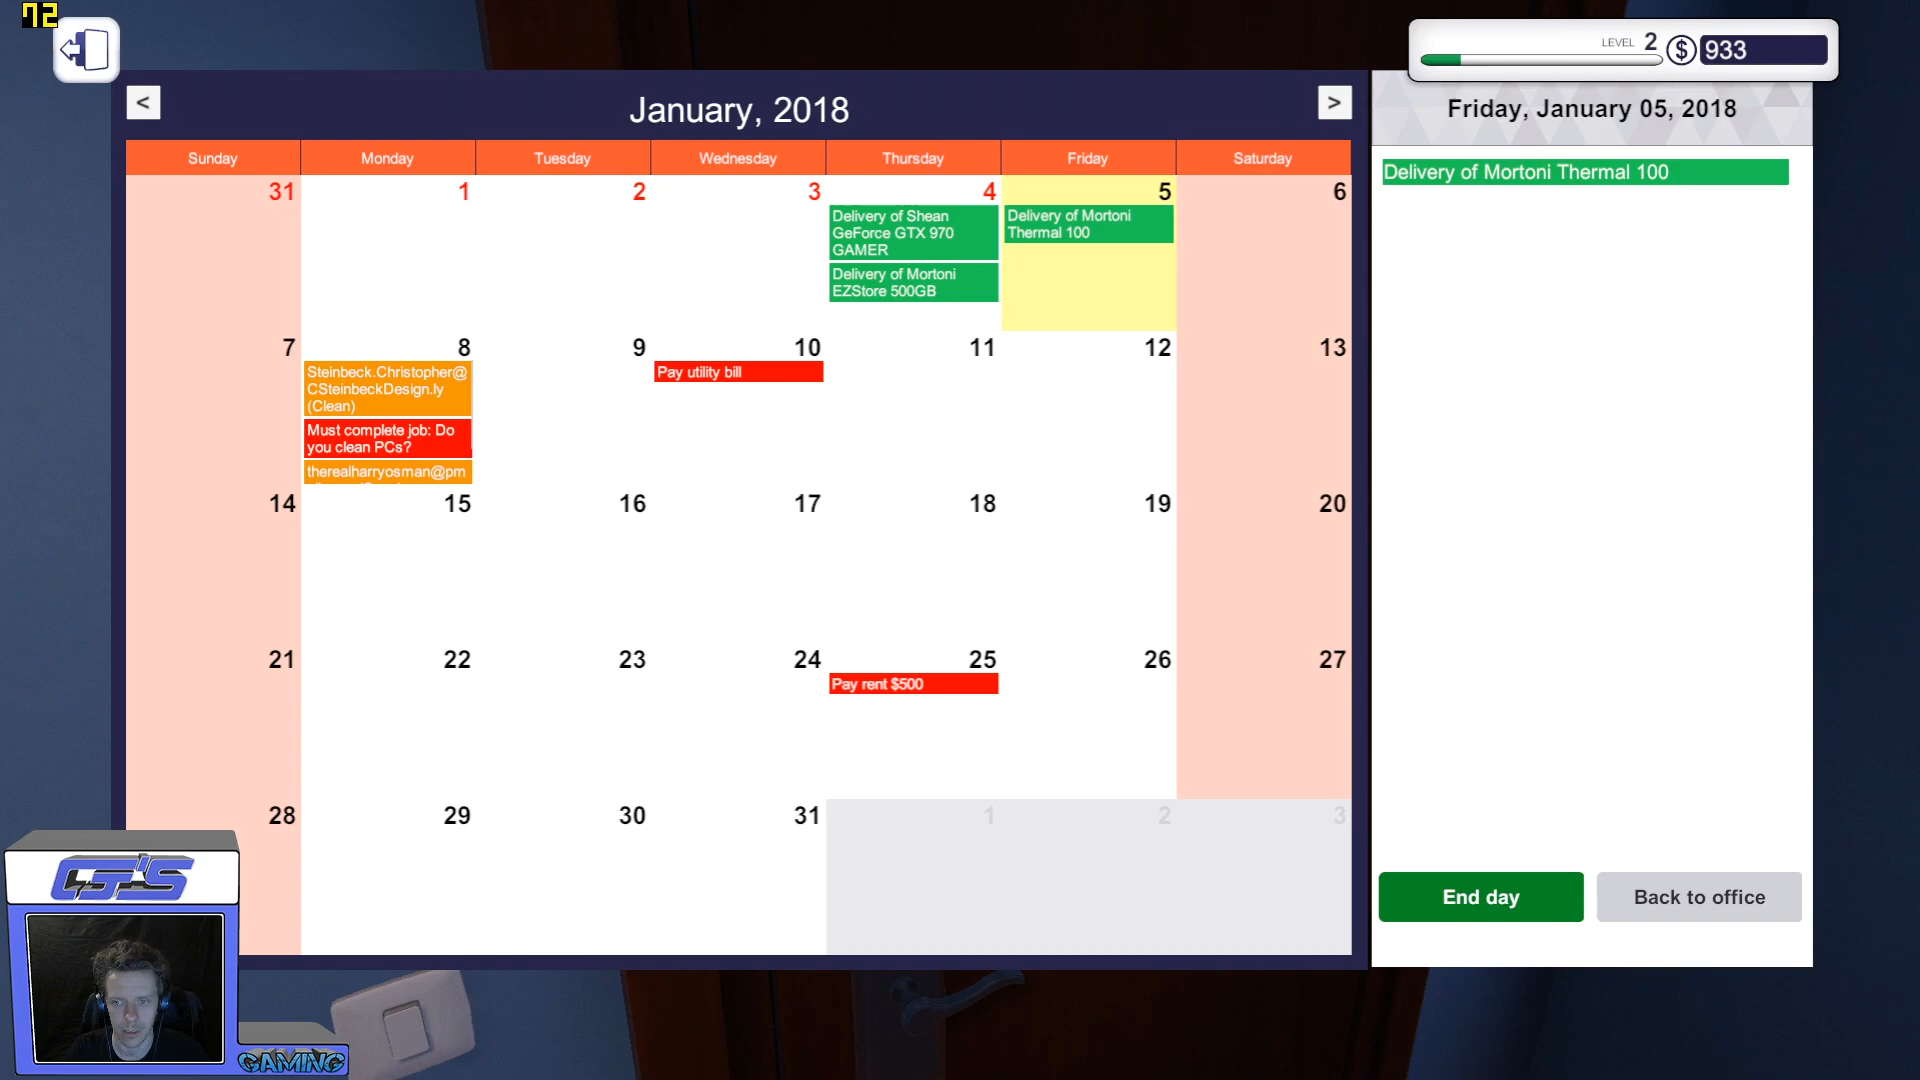 72
LEVEL 2 $ 933
< January, 2018 >
Sunday Monday Tuesday Wednesday Thursday Friday Saturday
31 1 2 3 4 5 6
Delivery of Shean
GeForce GTX 970
GAMER
Delivery of Mortoni
EZStore 500GB
Delivery of Mortoni
Thermal 100
7 8 9 10 11 12 13
Steinbeck.Christopher@
CSteinbeckDesign.ly
(Clean)
Must complete job: Do
you clean PCs?
therealharryosman@pm
Pay utility bill
14 15 16 17 18 19 20
21 22 23 24 25 26 27
Pay rent $500
28 29 30 31 1 2 3
Friday, January 05, 2018
Delivery of Mortoni Thermal 100
End day
Back to office
CJ'S
GAMING